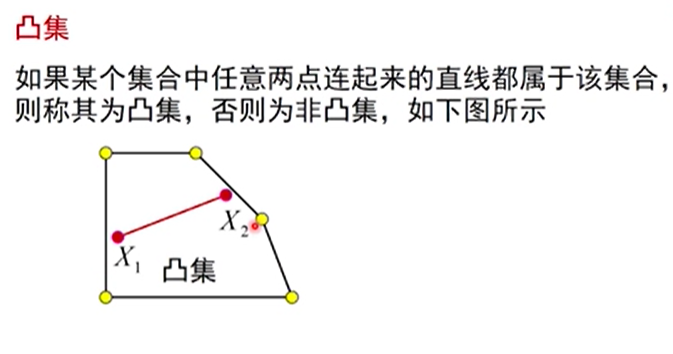 凸集
如果某个集合中任意两点连起来的直线都属于该集合，
则称其为凸集，否则为非凸集，如下图所示
X₂
X₁
凸集